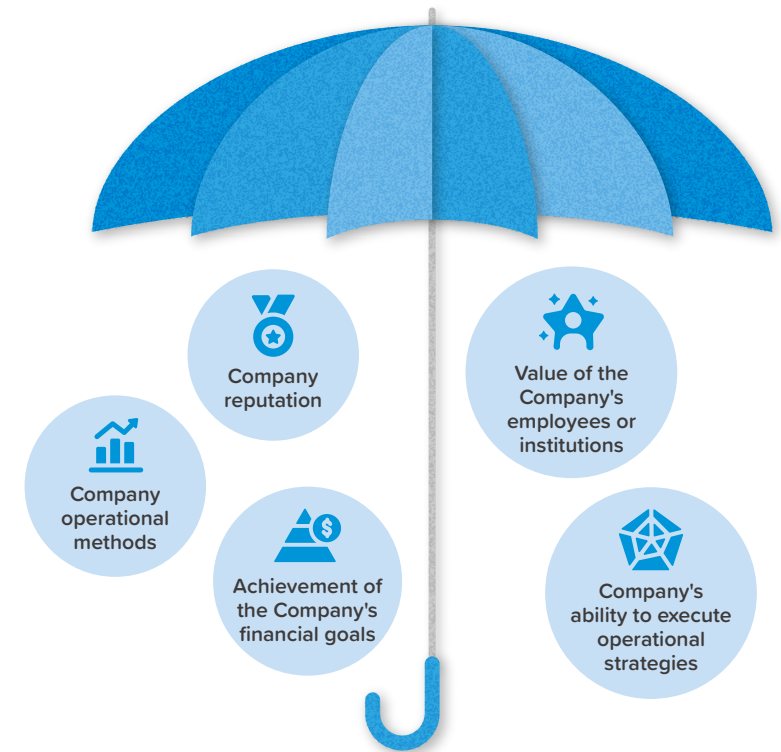 Company
reputation
Value of the
Company's
employees or
institutions
Company
operational
methods
$
Achievement of
the Company's
financial goals
Company's
ability to execute
operational
strategies